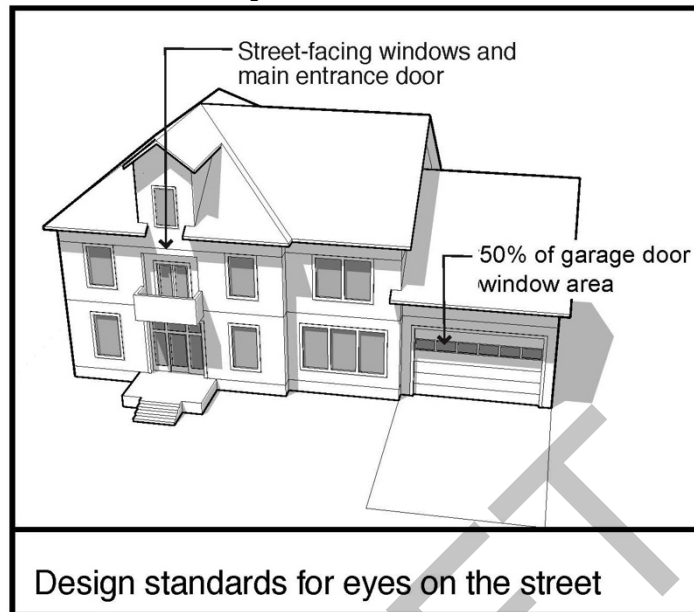 Street-facing windows and
main entrance door
50% of garage door
window area
Design standards for eyes on the street